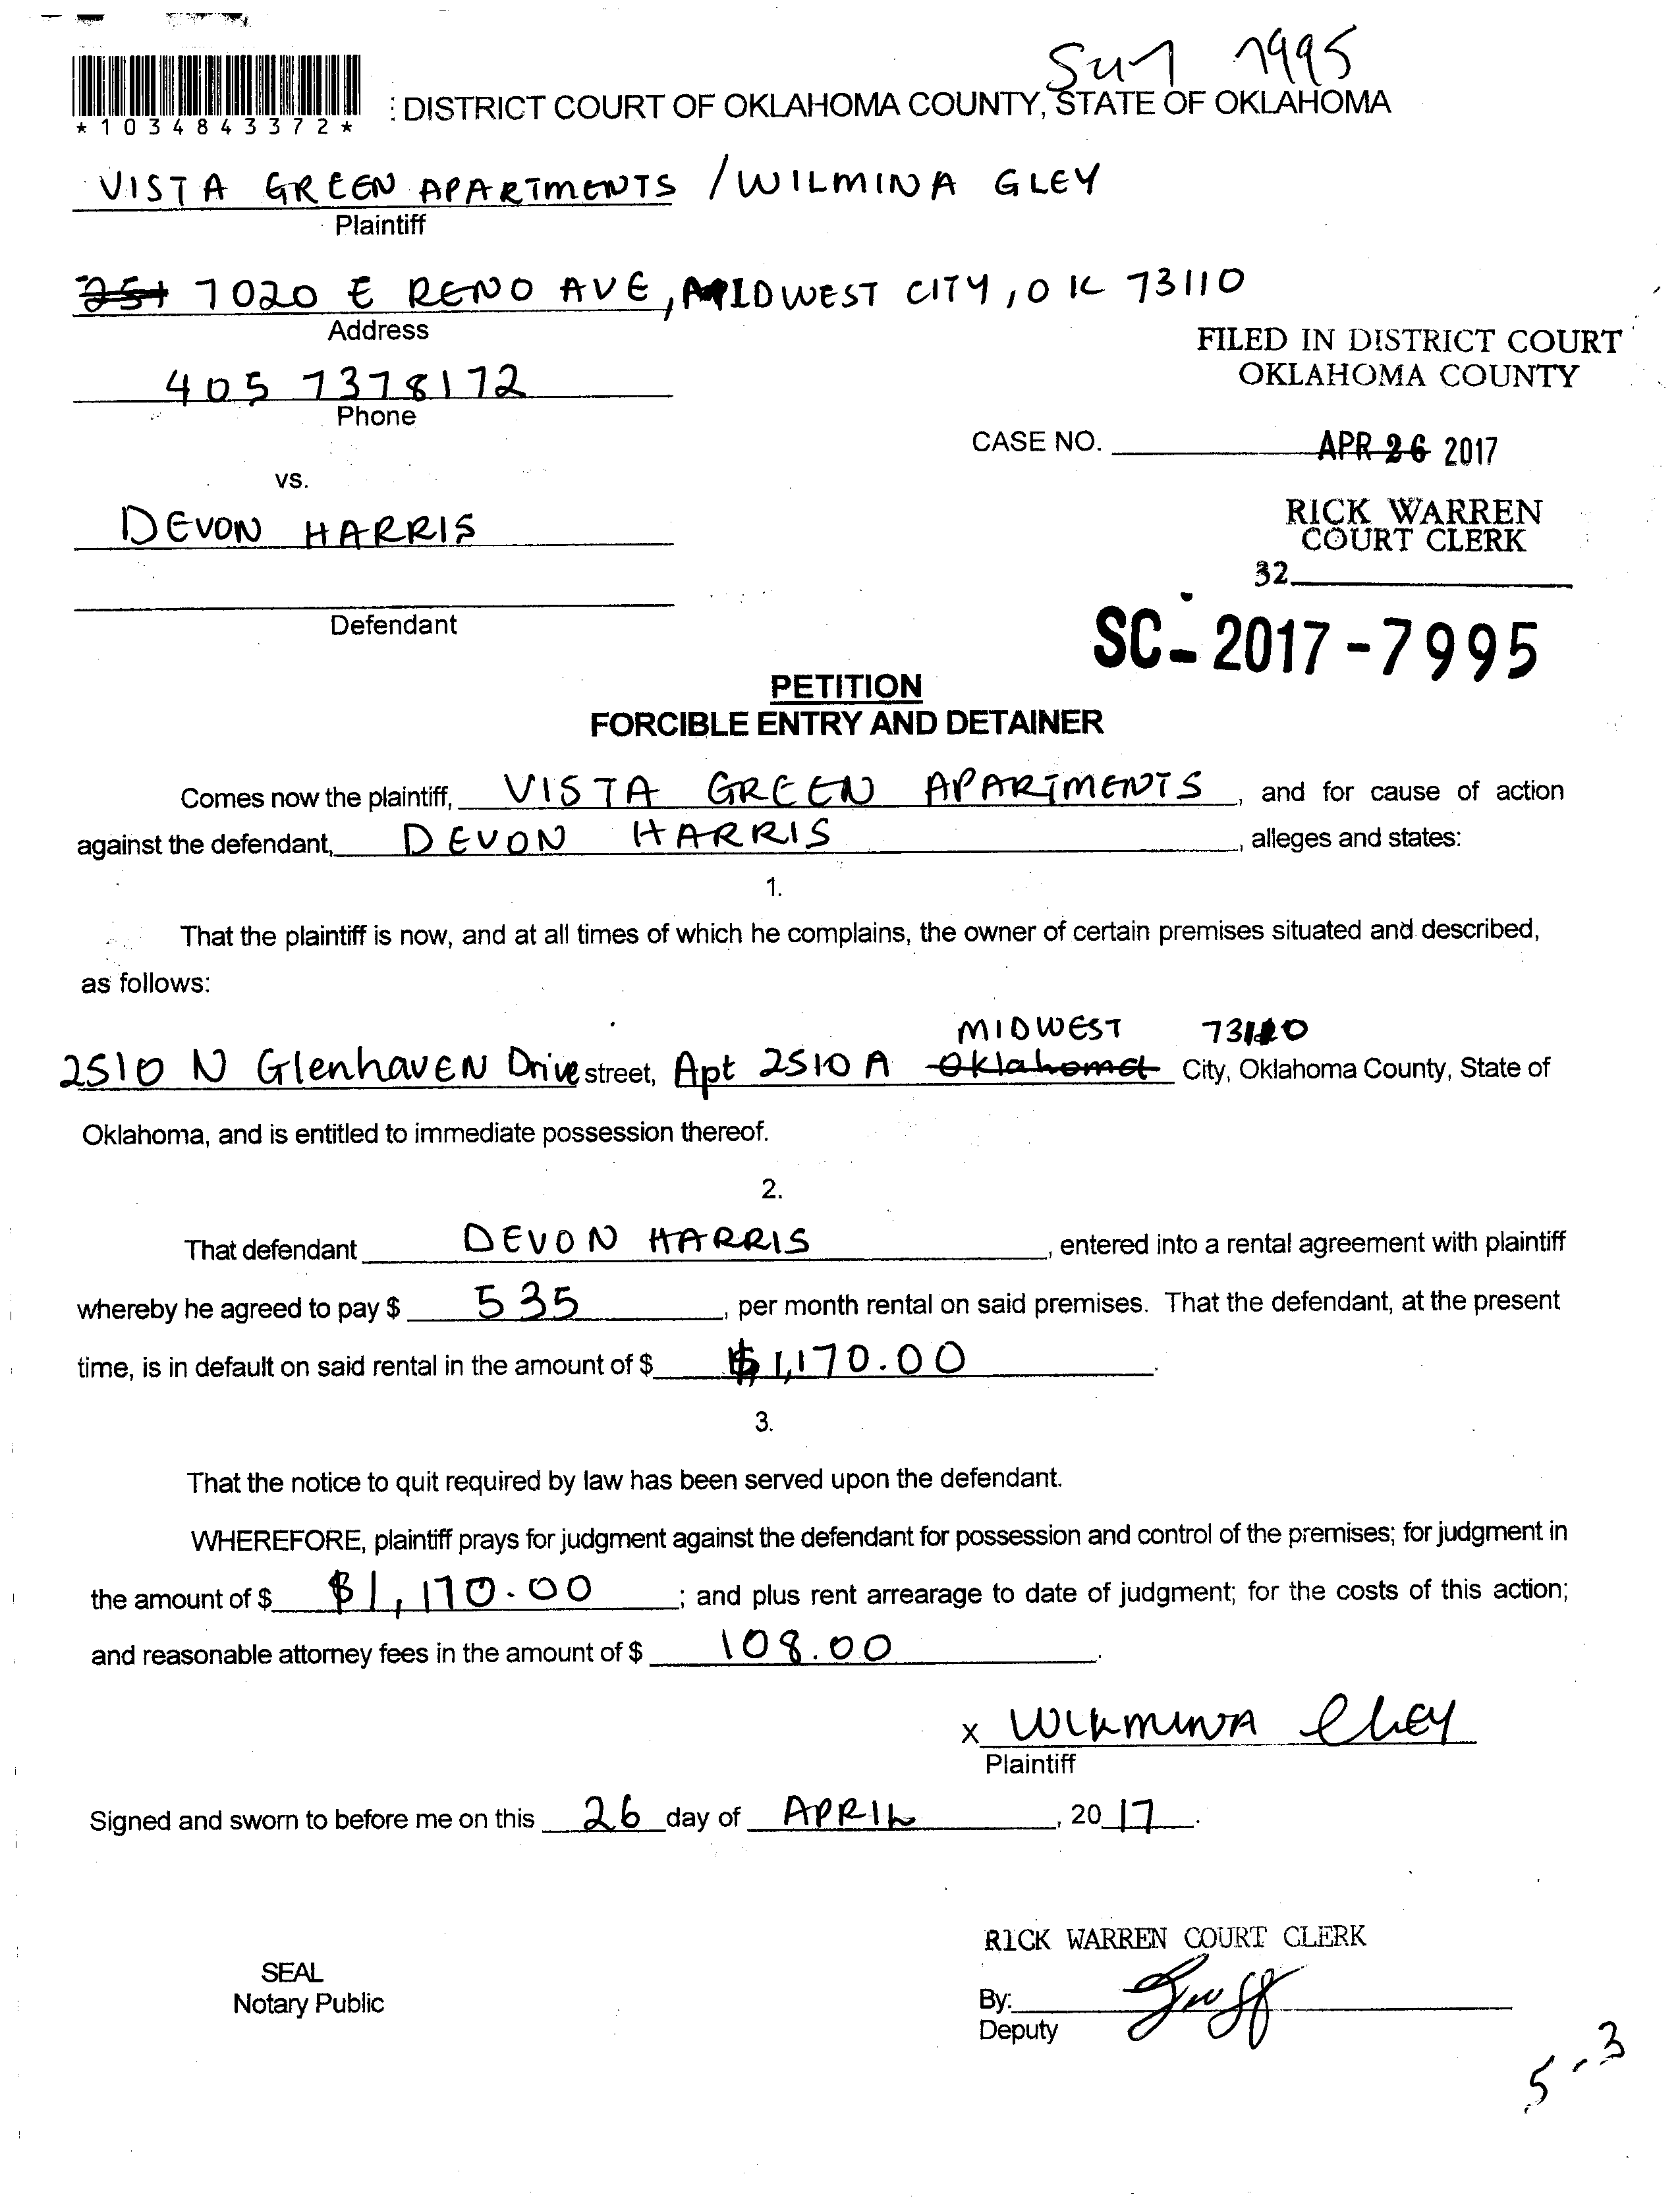 7995
*1034843372*
: DISTRICT COURT OF OKLAHOMA COUNTY, STATE OF OKLAHOMA
VISTA GREEN APARTMENTS / WILMINA GLEY
Plaintiff
251 7020 E RENO AVE, MIDWEST CITY, OK 73110
Address
FILED IN DISTRICT COURT
OKLAHOMA COUNTY
405 7378172
Phone
CASE NO. APR 26 2017
vs.
RICK WARREN
COURT CLERK
DEVON HARRIS
32
Defendant
SC-2017-7995
PETITION
FORCIBLE ENTRY AND DETAINER
Comes now the plaintiff, VISTA GREEN APARTMENTS, and for cause of action
against the defendant, DEVON HARRIS, alleges and states:
1.
That the plaintiff is now, and at all times of which he complains, the owner of certain premises situated and described,
as follows:
MIDWEST 73110
2510 N Glenhaven Drive street, Apt 2510 A Oklahoma City, Oklahoma County, State of
Oklahoma, and is entitled to immediate possession thereof.
2.
That defendant DEVON HARRIS, entered into a rental agreement with plaintiff
whereby he agreed to pay $ 535, per month rental on said premises. That the defendant, at the present
time, is in default on said rental in the amount of $ $1,170.00.
3.
That the notice to quit required by law has been served upon the defendant.
WHEREFORE, plaintiff prays for judgment against the defendant for possession and control of the premises; for judgment in
the amount of $ $1,170.00; and plus rent arrearage to date of judgment; for the costs of this action;
and reasonable attorney fees in the amount of $ 108.00.
X WILMINA GLEY
Plaintiff
Signed and sworn to before me on this 26 day of APRIL, 2017.
RICK WARREN COURT CLERK
SEAL
Notary Public
By:
Deputy
5-3